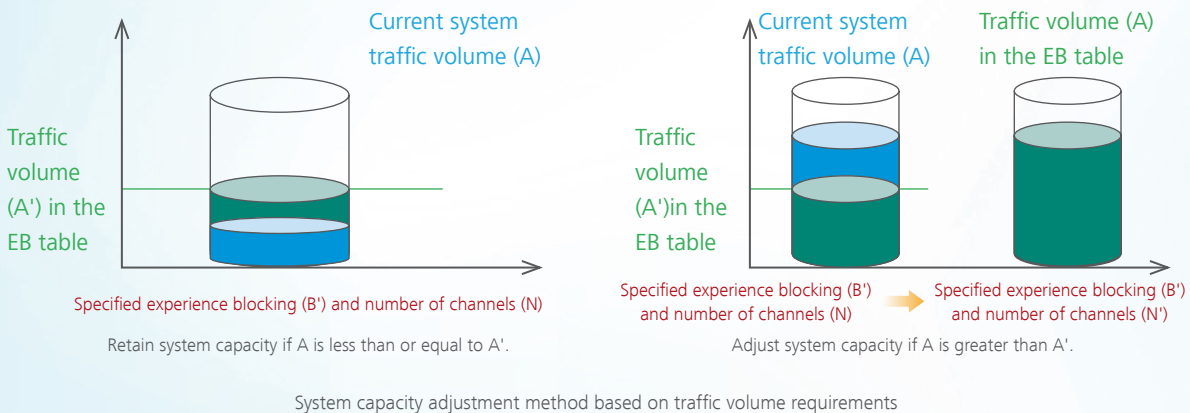 Current system
traffic volume (A)
Traffic
volume
(A') in the
EB table
Specified experience blocking (B') and number of channels (N)
Retain system capacity if A is less than or equal to A'.
Current system
traffic volume (A)
Traffic volume (A)
in the EB table
Traffic
volume
(A')in the
EB table
Specified experience blocking (B')
and number of channels (N)
Specified experience blocking (B')
and number of channels (N')
Adjust system capacity if A is greater than A'.
System capacity adjustment method based on traffic volume requirements